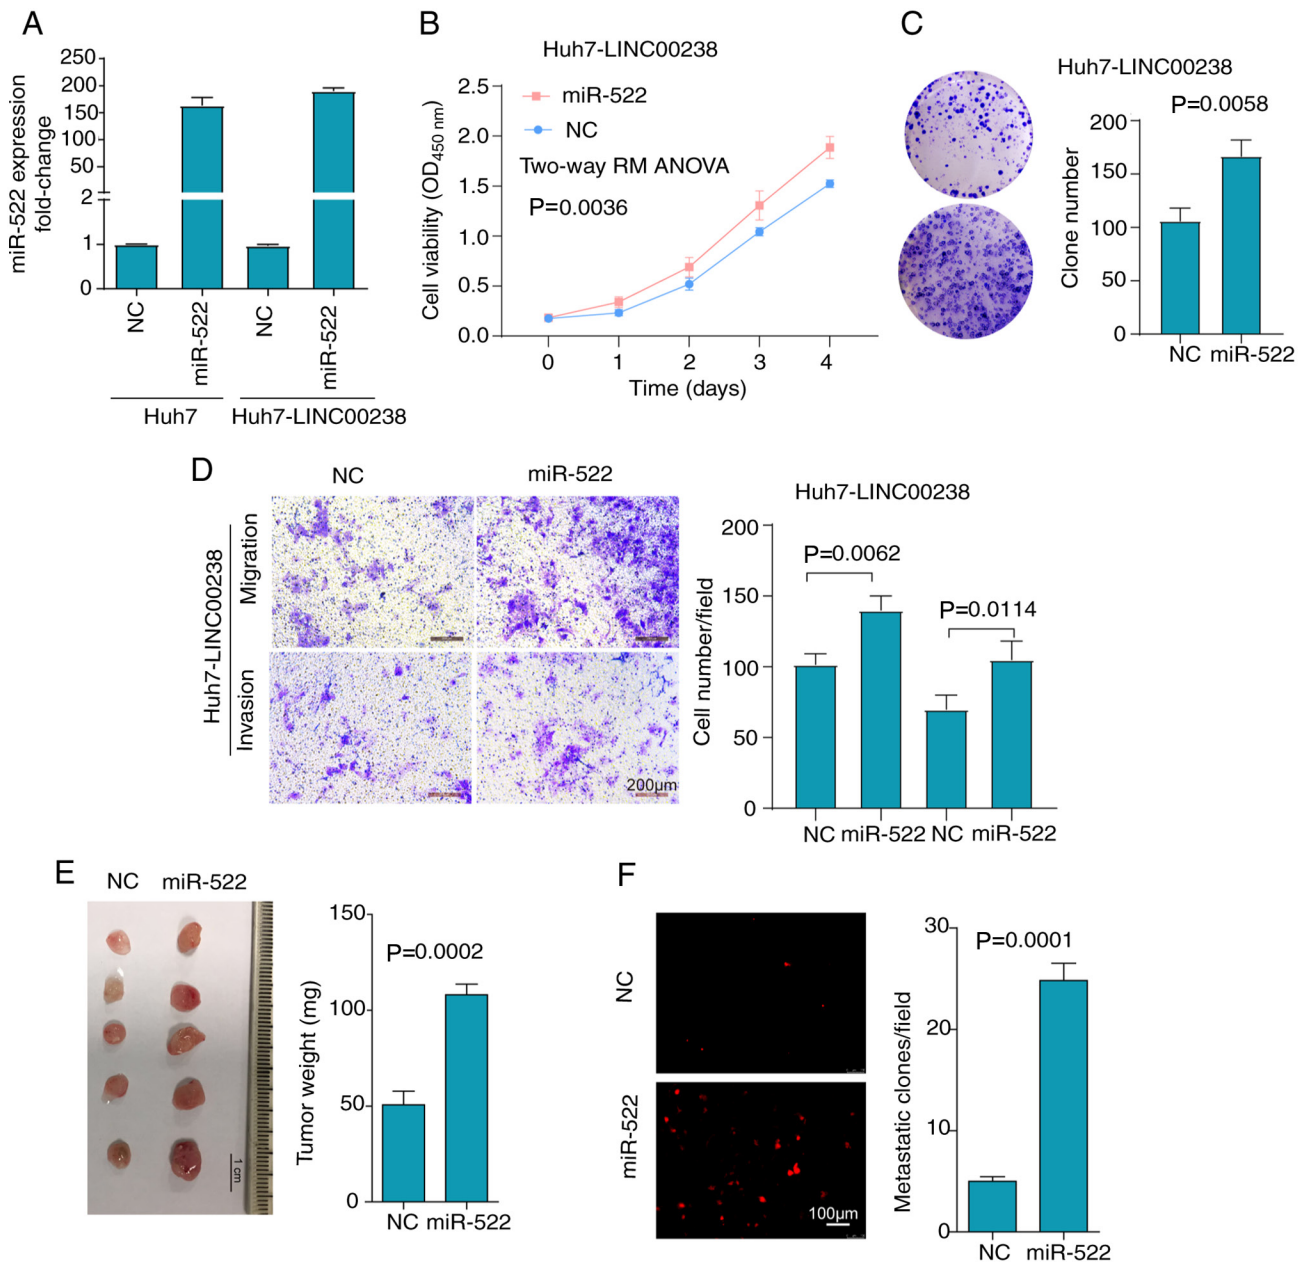 A
miR-522 expression
fold-change
250
200
150
100
50
2
1
0
NC
miR-522
NC
miR-522
Huh7
Huh7-LINC00238
B
Huh7-LINC00238
Cell viability (OD450 nm)
2.5
2.0
1.5
1.0
0.5
0.0
miR-522
NC
Two-way RM ANOVA
P=0.0036
0 1 2 3 4
Time (days)
C
Huh7-LINC00238
P=0.0058
Clone number
200
150
100
50
0
NC miR-522
D
NC miR-522
Huh7-LINC00238
Migration
Invasion
200µm
Huh7-LINC00238
Cell number/field
200
150
100
50
0
P=0.0062
P=0.0114
NC miR-522 NC miR-522
E
NC miR-522
1 cm
Tumor weight (mg)
150
100
50
0
P=0.0002
NC miR-522
F
NC
miR-522
100µm
Metastatic clones/field
30
20
10
0
P=0.0001
NC miR-522